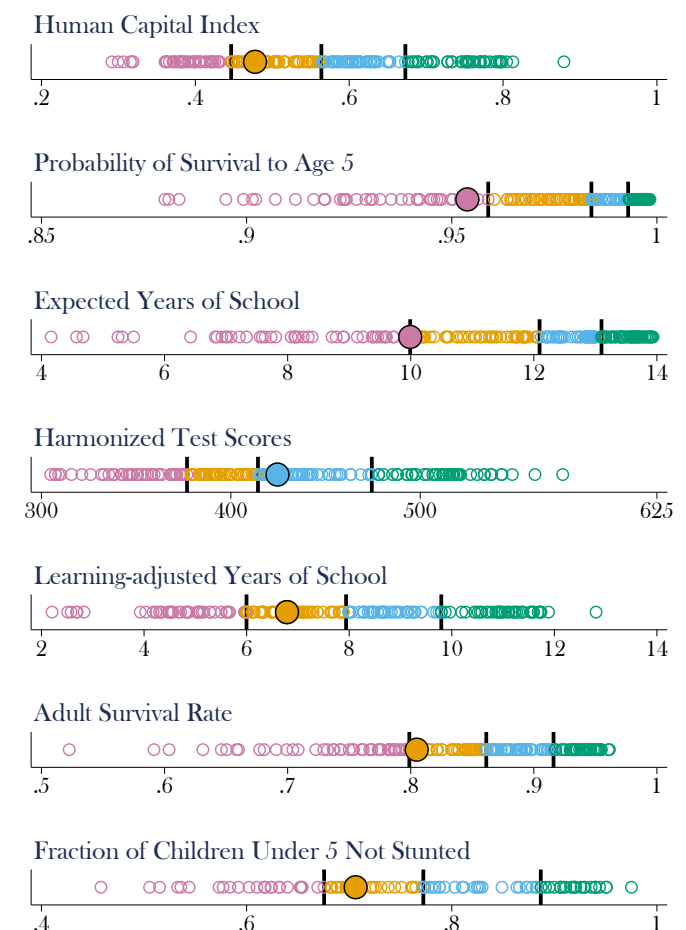 Human Capital Index
.2 .4 .6 .8 1
Probability of Survival to Age 5
.85 .9 .95 1
Expected Years of School
4 6 8 10 12 14
Harmonized Test Scores
300 400 500 625
Learning-adjusted Years of School
2 4 6 8 10 12 14
Adult Survival Rate
.5 .6 .7 .8 .9 1
Fraction of Children Under 5 Not Stunted
.4 .6 .8 1